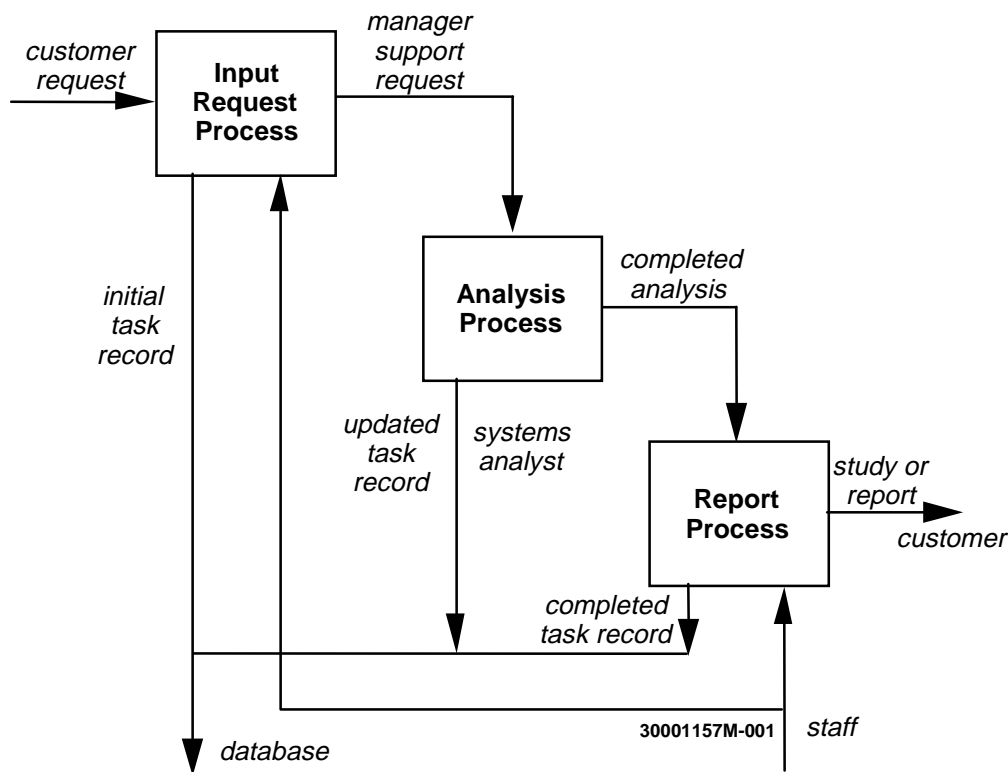 customer
request
Input
Request
Process
manager
support
request
initial
task
record
Analysis
Process
completed
analysis
updated
task
record
systems
analyst
Report
Process
study or
report
customer
completed
task record
30001157M-001
staff
database